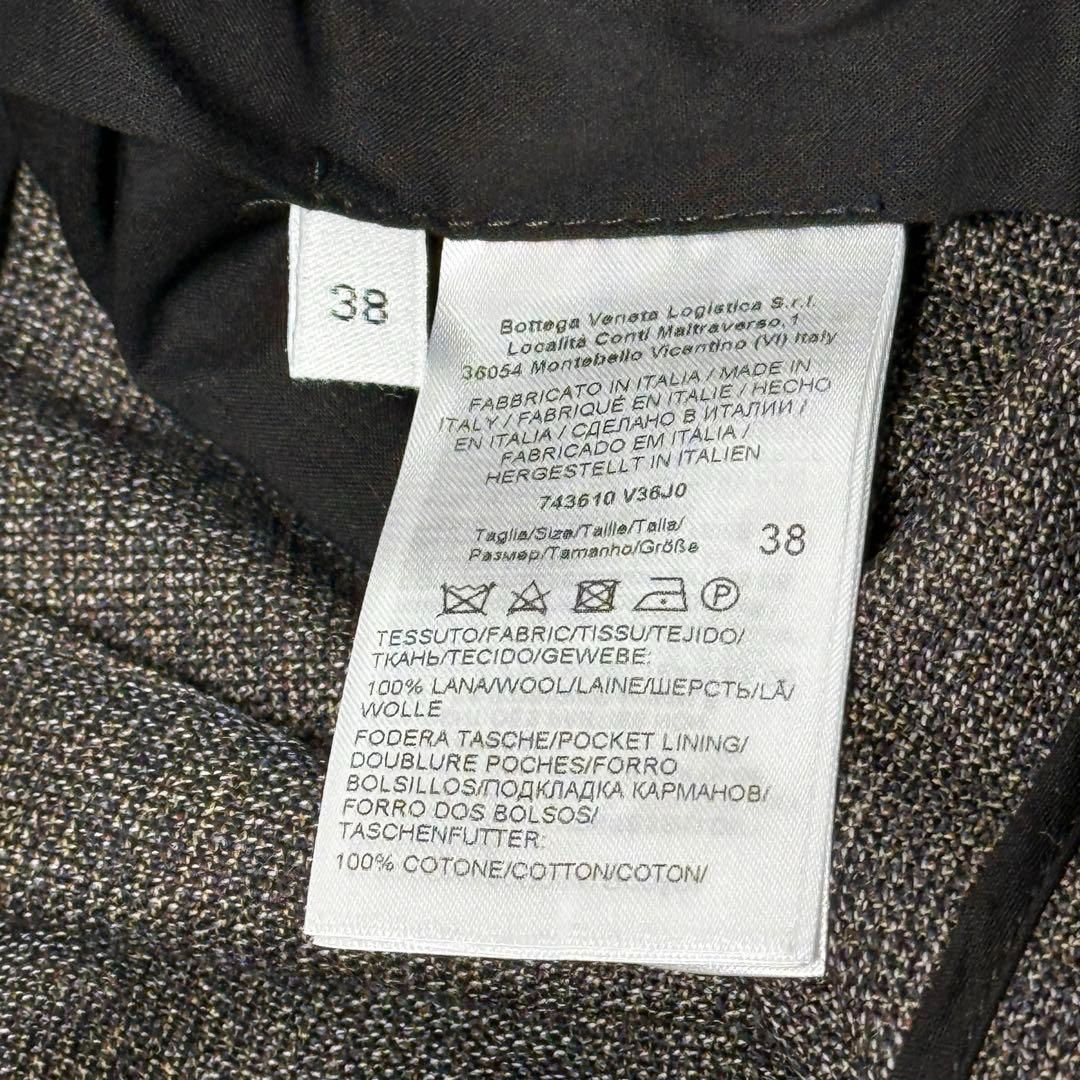 38
Bottega Veneta Logistica S.r.l.
Località Conti Maltraverso, 1
36054 Montebello Vicentino (VI) Italy
FABBRICATO IN ITALIA / MADE IN
ITALY / FABRIQUÉ EN ITALIE / HECHO
EN ITALIA / СДЕЛАНО В ИТАЛИИ /
FABRICADO EM ITALIA /
HERGESTELLT IN ITALIEN
743610 V36J0
Taglia/Size/Taille/Talla/
Размер/Tamanho/Größe
38
P
TESSUTO/FABRIC/TISSU/TEJIDO/
ТКАНЬ/TECIDO/GEWEBE:
100% LANA/WOOL/LAINE/ШЕРСТЬ/LÃ/
WOLLE
FODERA TASCHE/POCKET LINING/
DOUBLURE POCHES/FORRO
BOLSILLOS/ПОДКЛАДКА КАРМАНОВ/
FORRO DOS BOLSOS/
TASCHENFUTTER:
100% COTONE/COTTON/COTON/